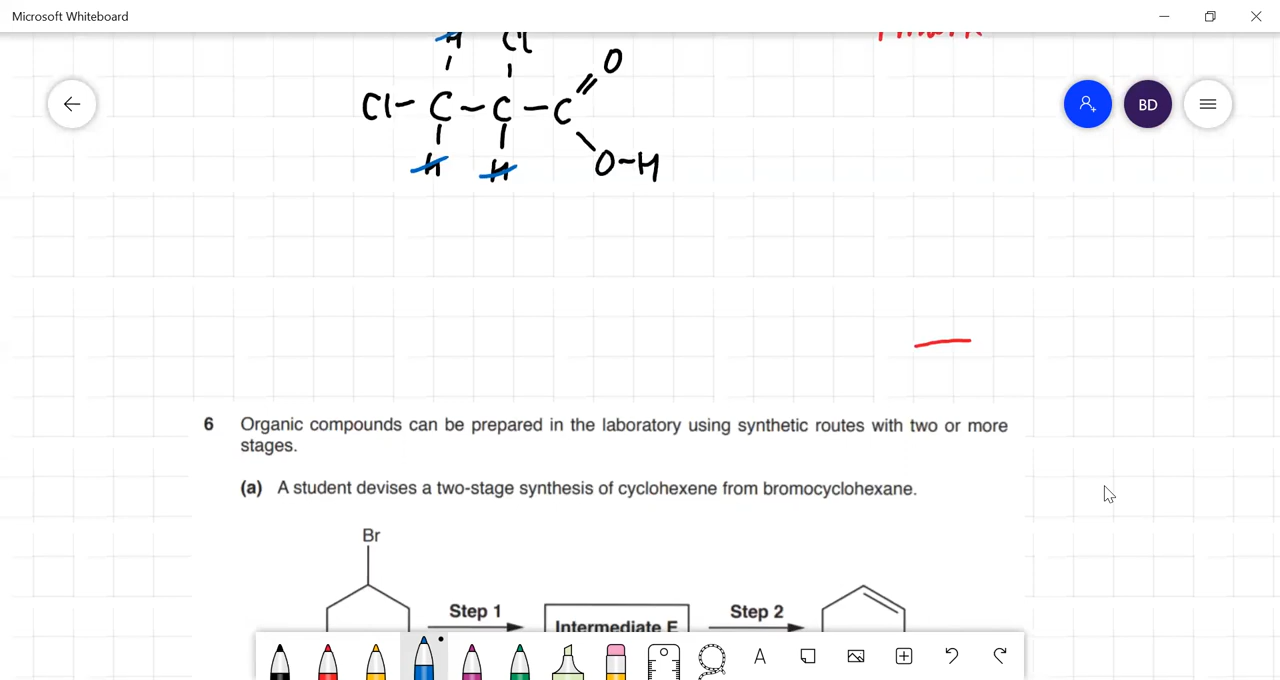 Microsoft Whiteboard
H Cl
Cl-C-C-C O
H H O-H
BD
6 Organic compounds can be prepared in the laboratory using synthetic routes with two or more
stages.
(a) A student devises a two-stage synthesis of cyclohexene from bromocyclohexane.
Br
Step 1 Intermediate E Step 2
A